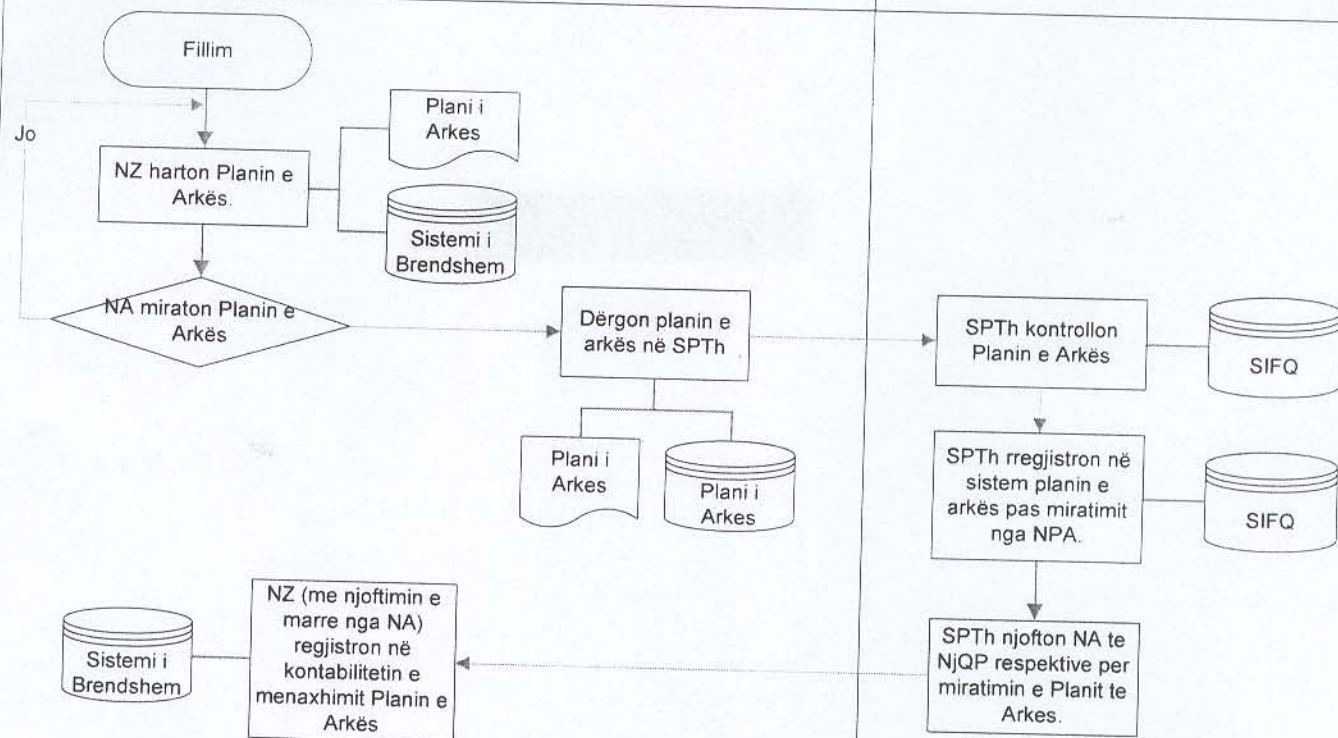 Fillim
Jo
NZ harton Planin e
Arkës.
Plani i
Arkes
Sistemi i
Brendshem
NA miraton Planin e
Arkës
Dërgon planin e
arkës në SPTh
Plani i
Arkes
Plani i
Arkes
SPTh kontrollon
Planin e Arkës
SIFQ
SPTh rregjistron në
sistem planin e
arkës pas miratimit
nga NPA.
SIFQ
SPTh njofton NA te
NjQP respektive per
miratimin e Planit te
Arkes.
NZ (me njoftimin e
marre nga NA)
regjistron në
kontabilitetin e
menaxhimit Planin e
Arkës
Sistemi i
Brendshem